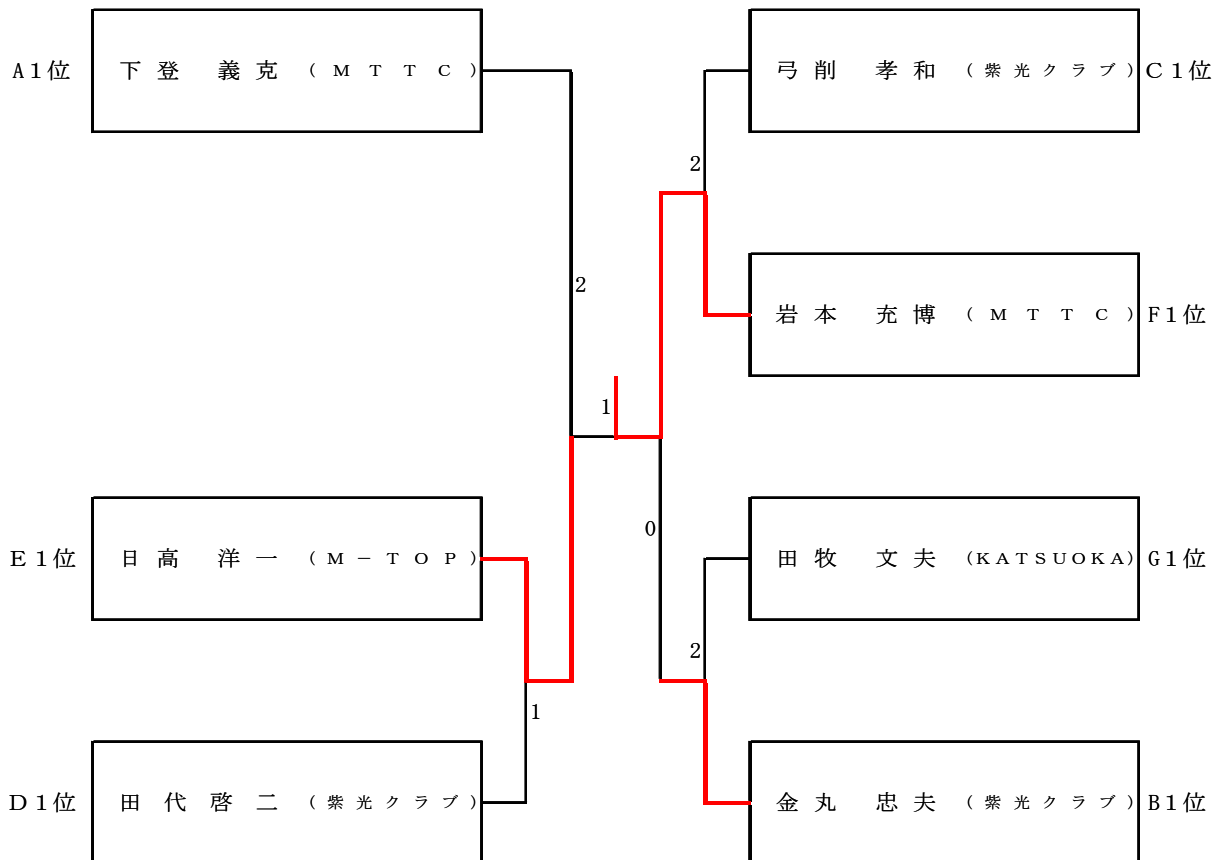 A1位 下登 義克 (MTTC)
弓削 孝和 (紫光クラブ) C1位
2
2
岩本 充博 (MTTC) F1位
1
0
E1位 日高 洋一 (M－TOP)
田牧 文夫 (KATSUOKA) G1位
2
1
D1位 田代 啓二 (紫光クラブ)
金丸 忠夫 (紫光クラブ) B1位